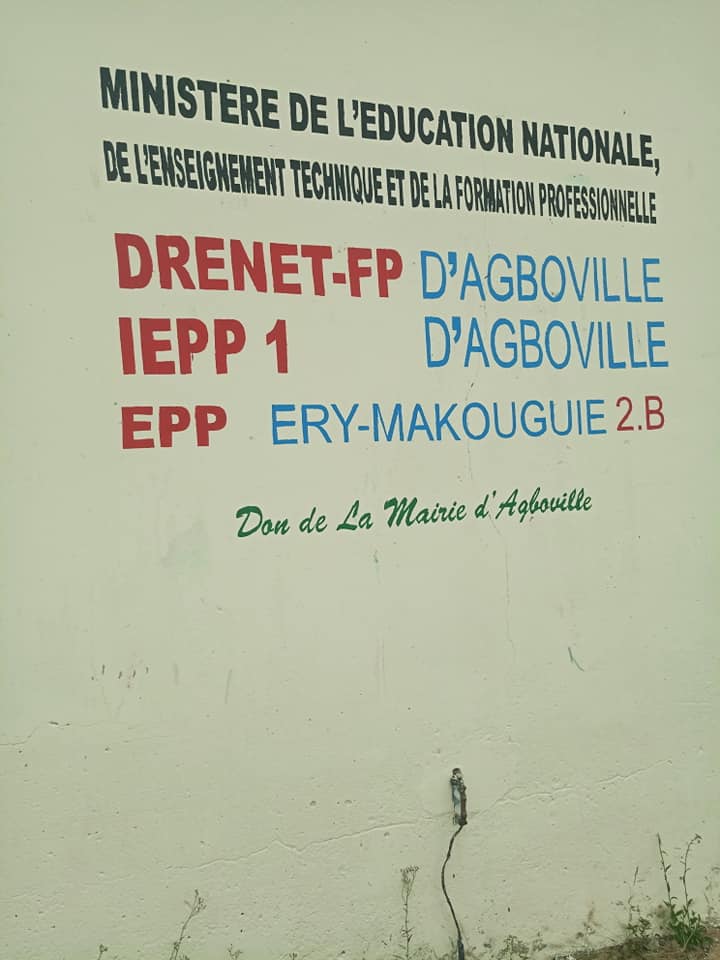 MINISTERE DE L'EDUCATION NATIONALE,
DE L'ENSEIGNEMENT TECHNIQUE ET DE LA FORMATION PROFESSIONNELLE
DRENET-FP D'AGBOVILLE
IEPP 1 D'AGBOVILLE
EPP ERY-MAKOUGUIE 2.B
Don de La Mairie d'Agboville